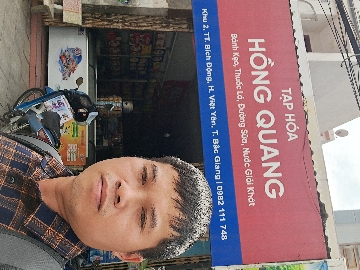 TẠP HÓA
HỒNG QUANG
Bánh Kẹo, Thuốc Lá, Đường Sữa, Nước Giải Khát
Khu 2, TT. Bích Động, H. Việt Yên, T. Bắc Giang | 0982 111 748